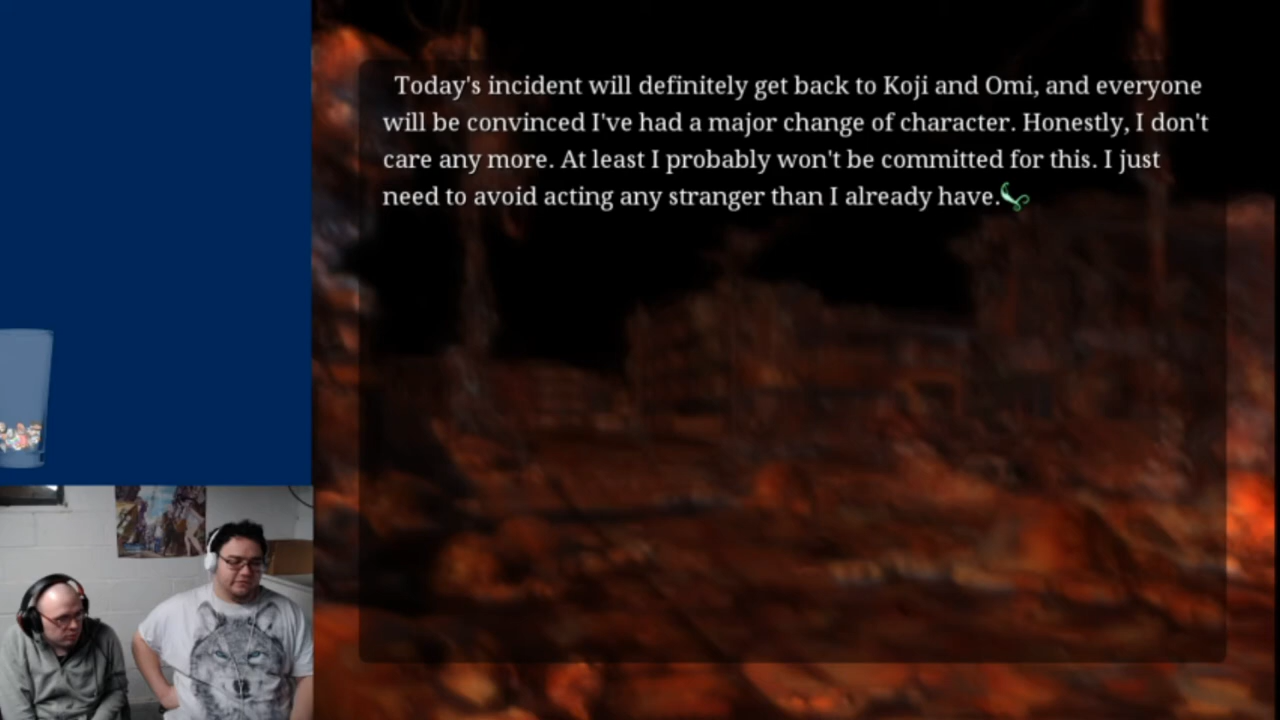 Today's incident will definitely get back to Koji and Omi, and everyone
will be convinced I've had a major change of character. Honestly, I don't
care any more. At least I probably won't be committed for this. I just
need to avoid acting any stranger than I already have.